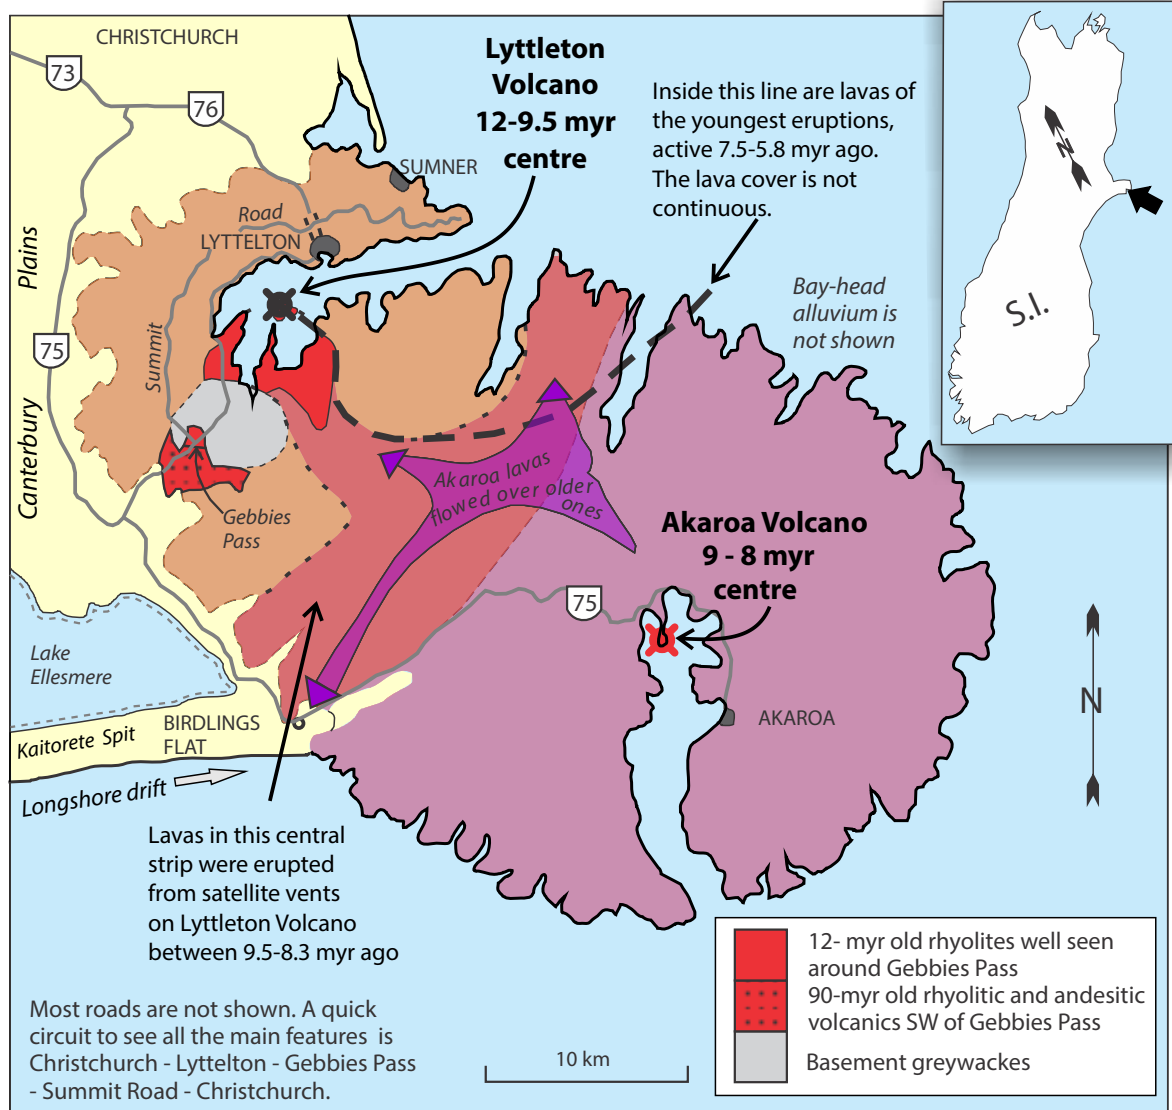 CHRISTCHURCH
73
76
Lyttleton
Volcano
12-9.5 myr
centre
Inside this line are lavas of
the youngest eruptions,
active 7.5-5.8 myr ago.
The lava cover is not
continuous.
N
S.I.
SUMNER
Road
LYTTELTON
Plains
Canterbury
75
Summit
Bay-head
alluvium is
not shown
Akaroa lavas
flowed over older
ones
Gebbies
Pass
Akaroa Volcano
9 - 8 myr
centre
75
Lake
Ellesmere
AKAROA
N
BIRDLINGS
FLAT
Kaitorete Spit
Longshore drift
Lavas in this central
strip were erupted
from satellite vents
on Lyttleton Volcano
between 9.5-8.3 myr ago
Most roads are not shown. A quick
circuit to see all the main features is
Christchurch - Lyttelton - Gebbies Pass
- Summit Road - Christchurch.
10 km
12- myr old rhyolites well seen
around Gebbies Pass
90-myr old rhyolitic and andesitic
volcanics SW of Gebbies Pass
Basement greywackes